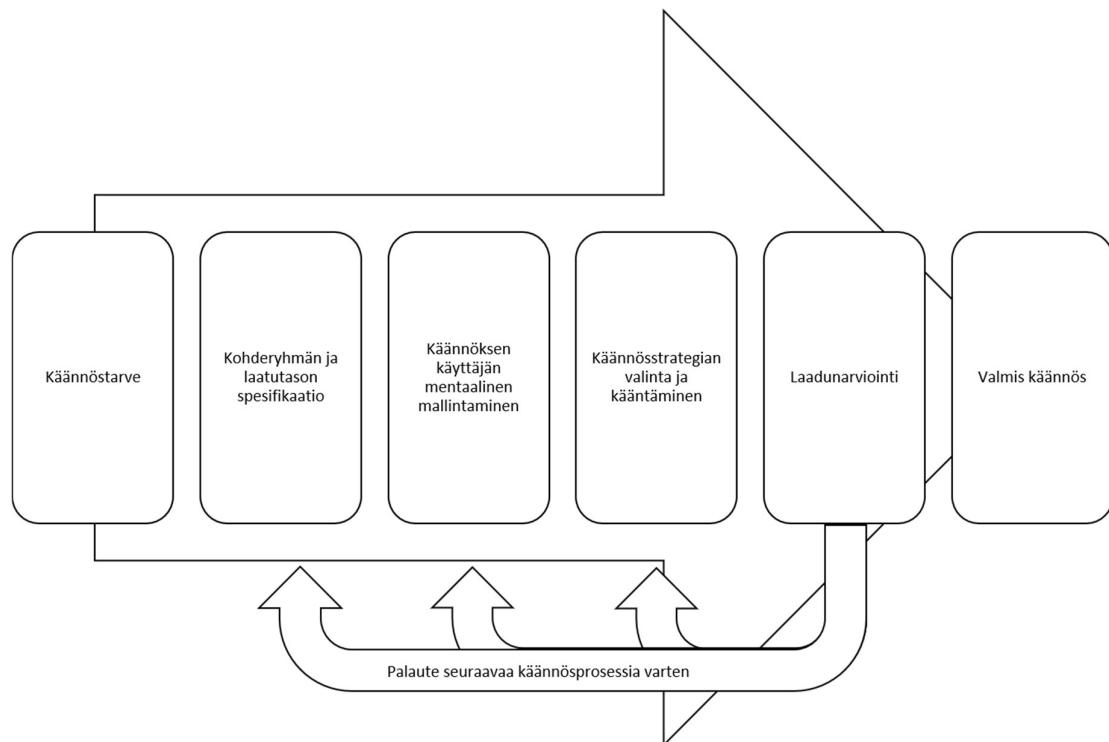 Käännöstarve
Kohderyhmän ja
laatutason
spesifikaatio
Käännöksen
käyttäjän
mentaalinen
mallintaminen
Käännösstrategian
valinta ja
kääntäminen
Laadunarviointi
Valmis käännös
Palaute seuraavaa käännösprosessia varten